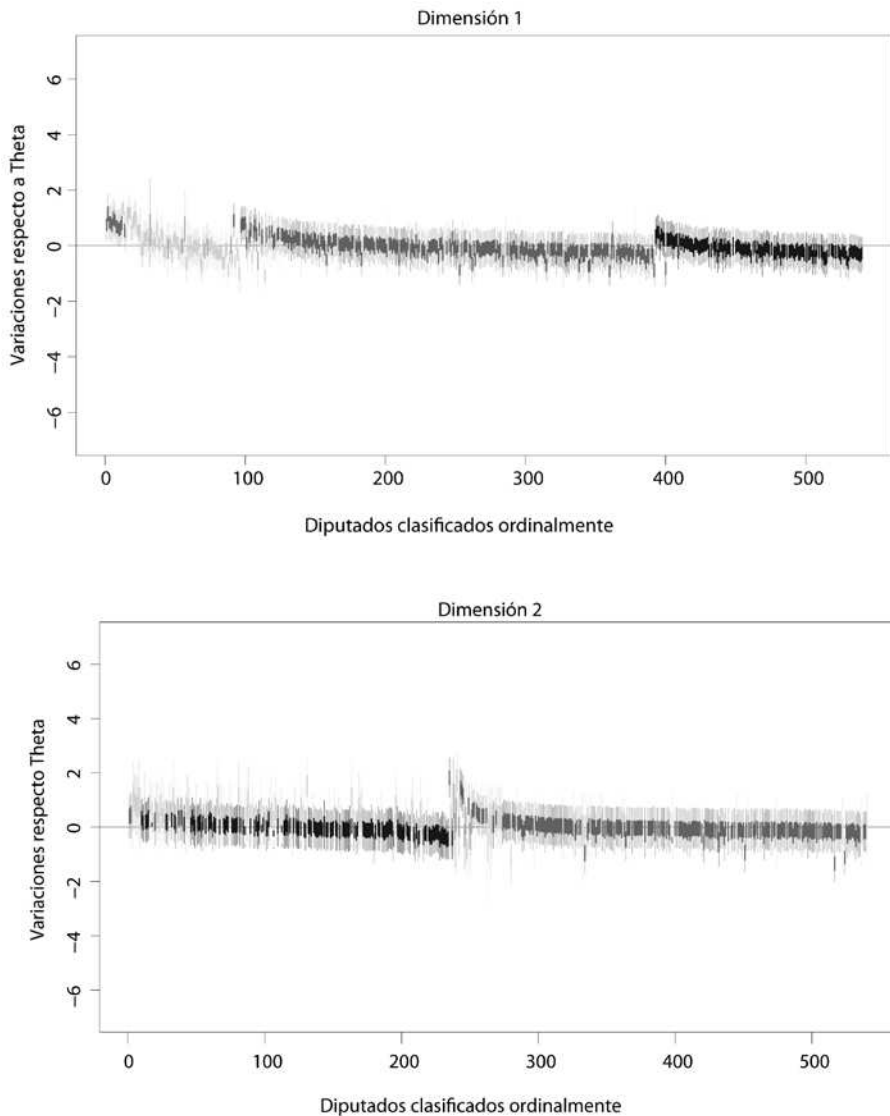 Dimensión 1
Variaciones respecto a Theta
6
4
2
0
−2
−4
−6
0 100 200 300 400 500
Diputados clasificados ordinalmente
Dimensión 2
Variaciones respecto Theta
6
4
2
0
−2
−4
−6
0 100 200 300 400 500
Diputados clasificados ordinalmente